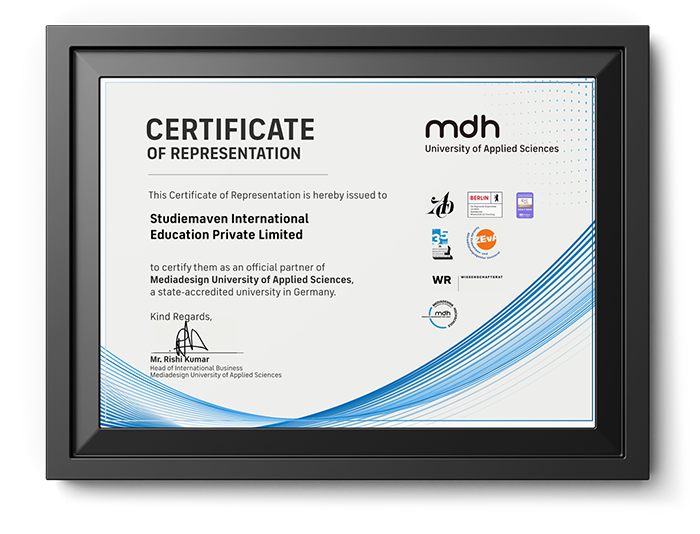 CERTIFICATE
OF REPRESENTATION
mdh
University of Applied Sciences
This Certificate of Representation is hereby issued to
Studiemaven International
Education Private Limited
to certify them as an official partner of
Mediadesign University of Applied Sciences,
a state-accredited university in Germany.
Kind Regards,
Mr. Rishi Kumar
Head of International Business
Mediadesign University of Applied Sciences
BERLIN
35
ZEvA
WR
WISSENSCHAFTSRAT
mdh